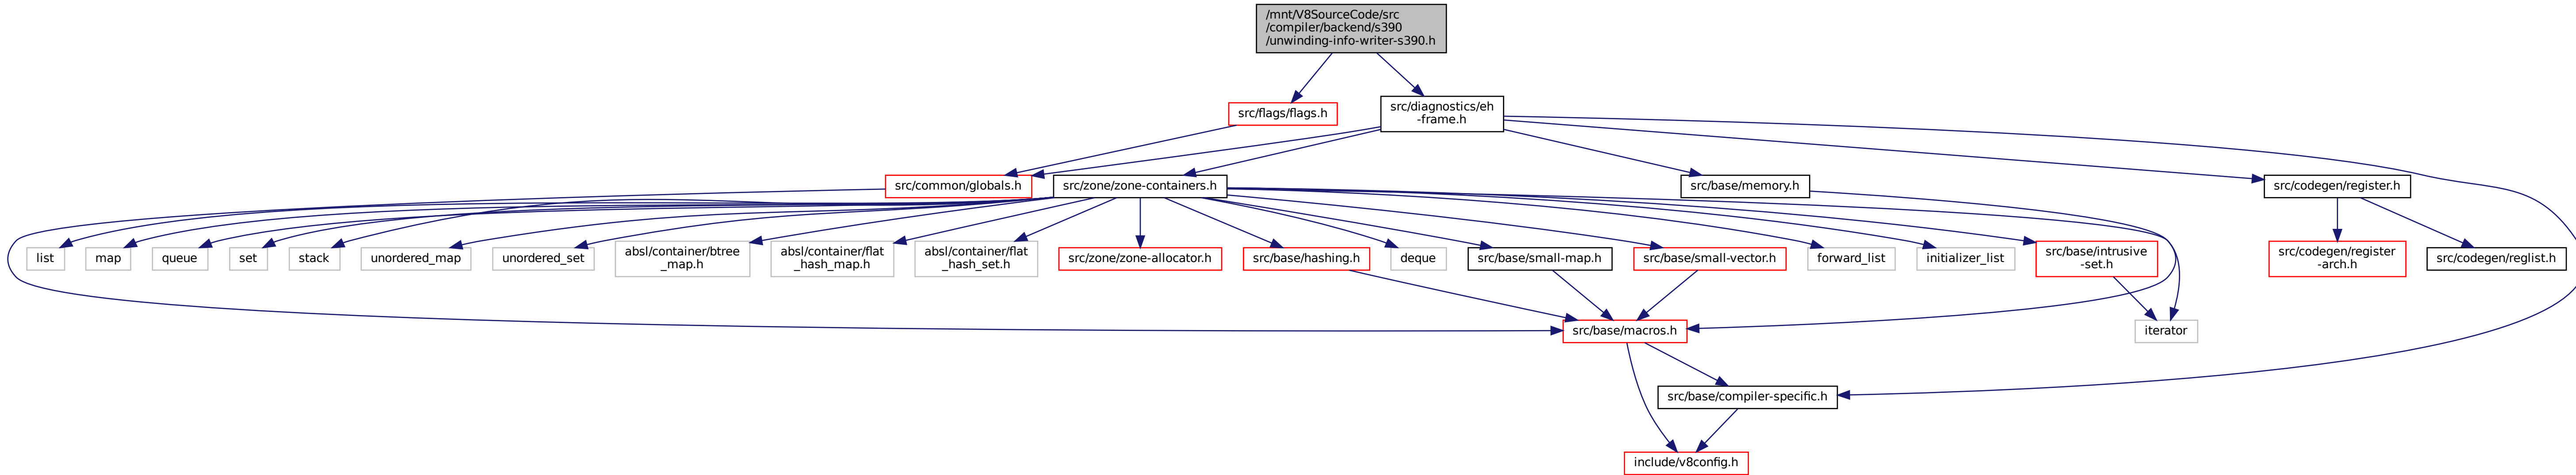 /mnt/V8SourceCode/src
/compiler/backend/s390
/unwinding-info-writer-s390.h
src/flags/flags.h
src/diagnostics/eh
-frame.h
src/common/globals.h
src/zone/zone-containers.h
src/base/memory.h
src/codegen/register.h
list
map
queue
set
stack
unordered_map
unordered_set
absl/container/btree
_map.h
absl/container/flat
_hash_map.h
absl/container/flat
_hash_set.h
src/zone/zone-allocator.h
src/base/hashing.h
deque
src/base/small-map.h
src/base/small-vector.h
forward_list
initializer_list
src/base/intrusive
-set.h
src/codegen/register
-arch.h
src/codegen/reglist.h
src/base/macros.h
iterator
src/base/compiler-specific.h
include/v8config.h